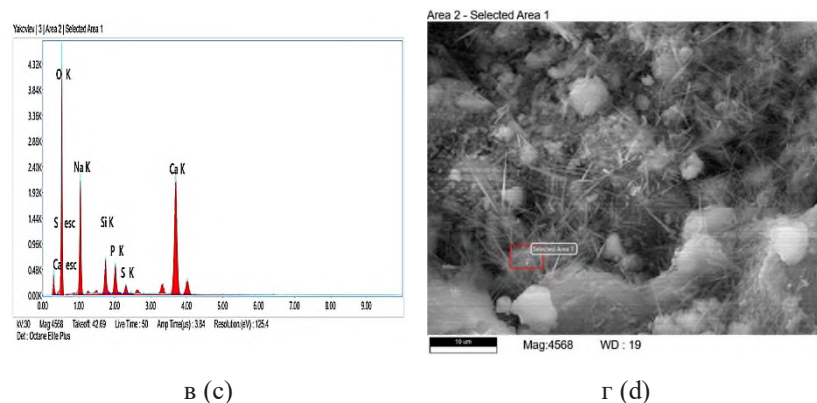 Yakovlev | 3 | Area 2 | Selected Area 1
4.32K
3.84K
3.36K
2.88K
2.40K
1.92K
1.44K
0.96K
0.48K
0.00K
O K
Na K
Ca K
S esc
Si K
P K
Ca esc
S K
0.00 1.00 2.00 3.00 4.00 5.00 6.00 7.00 8.00 9.00
kV:30 Mag:4568 Takeoff: 42.69 Live Time : 50 Amp Time(µs) : 3.84 Resolution:(eV) : 125.4
Det : Octane Elite Plus
в (c)
Area 2 - Selected Area 1
Selected Area 1
10 um
Mag:4568 WD : 19
г (d)